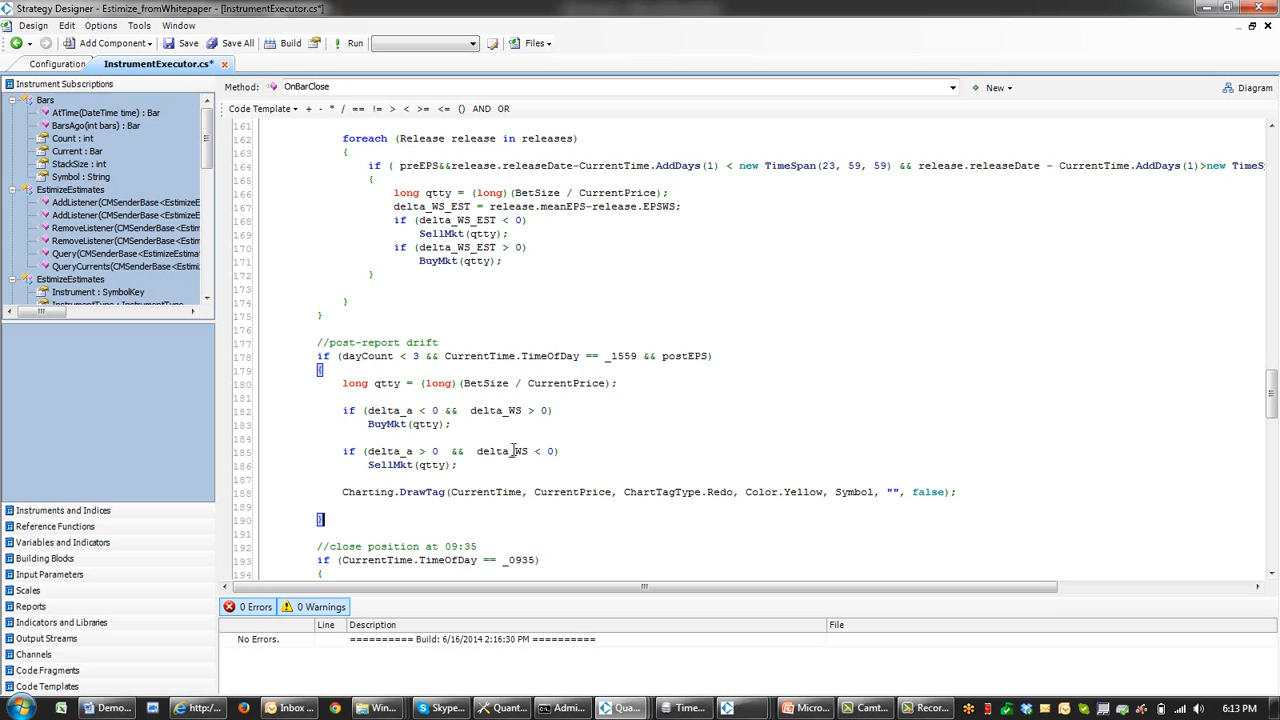 Strategy Designer - Estimize_fromWhitepaper - [InstrumentExecutor.cs*]
Design Edit Tools Window
Add Component Save Save All Build Run Files
Configuration InstrumentExecutor.cs*
Instrument Subscriptions
Method: OnBarClose New Diagram
Code Template + - * / == != > < >= <= () AND OR
Bars
AtTime(DateTime time) : Bar
BarsAgo(int bars) : Bar
Count : int
Current : Bar
StackSize : int
Symbol : String
EstimizeEstimates
AddListener(CMSenderBase<EstimizeE
AddListener(CMSenderBase<EstimizeE
RemoveListener(CMSenderBase<Estimiz
RemoveListener(CMSenderBase<Estimiz
Query(CMSenderBase<EstimizeEstimat
QueryCurrents(CMSenderBase<Estimiz
EstimizeEstimates
Instrument : SymbolKey
InstrumentType : InstrumentType
Instruments and Indices
Reference Functions
Variables and Indicators
Building Blocks
Input Parameters
Scales
Reports
Indicators and Libraries
Output Streams
Channels
Code Fragments
Code Templates
161
162 foreach (Release release in releases)
163 {
164 if ( preEPS&&release.releaseDate-CurrentTime.AddDays(1) < new TimeSpan(23, 59, 59) && release.releaseDate - CurrentTime.AddDays(1)>new TimeS
165 {
166 long qtty = (long)(BetSize / CurrentPrice);
167 delta_WS_EST = release.meanEPS-release.EPSWS;
168 if (delta_WS_EST < 0)
169 SellMkt(qtty);
170 if (delta_WS_EST > 0)
171 BuyMkt(qtty);
172 }
173
174 }
175 }
176
177 //post-report drift
178 if (dayCount < 3 && CurrentTime.TimeOfDay == _1559 && postEPS)
179 {
180 long qtty = (long)(BetSize / CurrentPrice);
181
182 if (delta_a < 0 && delta_WS > 0)
183 BuyMkt(qtty);
184
185 if (delta_a > 0 && delta_WS < 0)
186 SellMkt(qtty);
187
188 Charting.DrawTag(CurrentTime, CurrentPrice, ChartTagType.Redo, Color.Yellow, Symbol, "", false);
189
190 }
191
192 //close position at 09:35
193 if (CurrentTime.TimeOfDay == _0935)
194 {
0 Errors 0 Warnings
Line Description File
No Errors. ========== Build: 6/16/2014 2:16:30 PM ==========
Demo... http:/... Inbox ... Win... Skype... Quant... Admi... Qua... Time... Micro... Camt... Recor... 6:13 PM